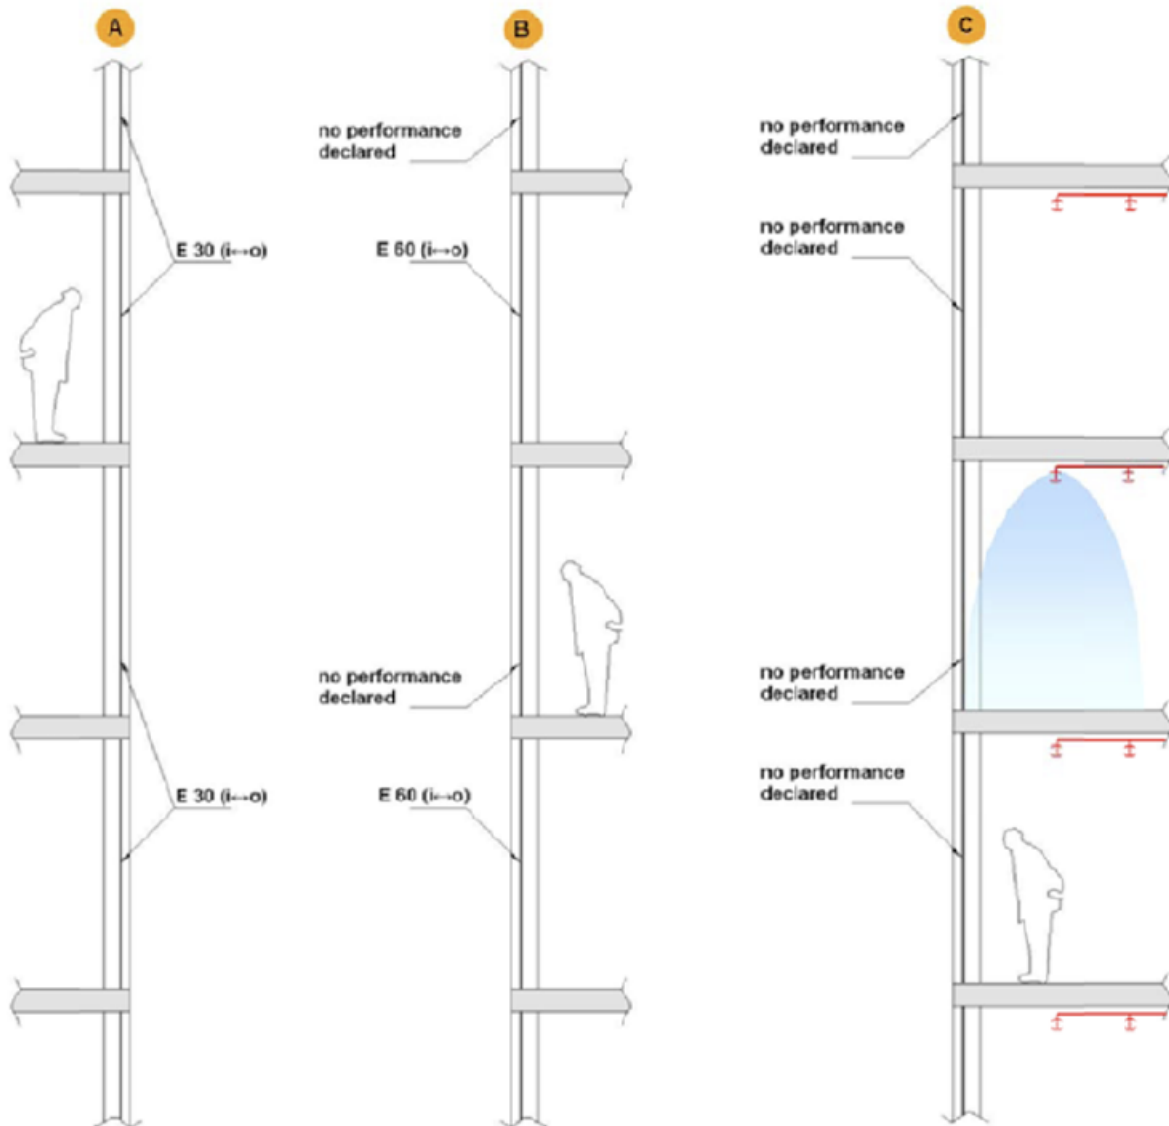 A
B
C
no performance
declared
no performance
declared
E 30 (i↔o)
E 60 (i↔o)
no performance
declared
no performance
declared
no performance
declared
E 30 (i↔o)
E 60 (i↔o)
no performance
declared